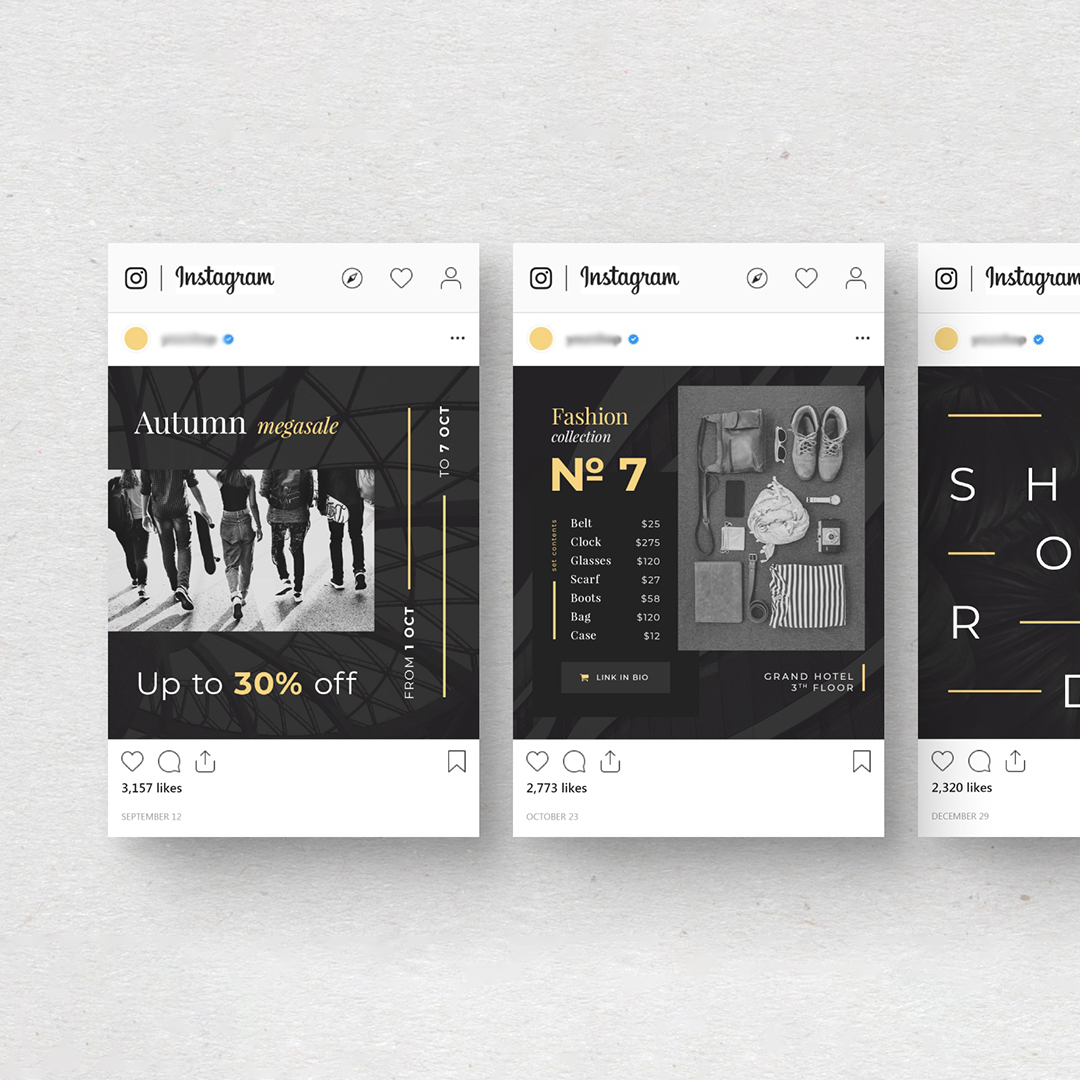 Instagram
Autumn megasale
FROM 1 OCT
TO 7 OCT
Up to 30% off
3,157 likes
SEPTEMBER 12
Instagram
Fashion
collection
Nº 7
set contents
Belt $25
Clock $275
Glasses $120
Scarf $27
Boots $58
Bag $120
Case $12
LINK IN BIO
GRAND HOTEL
3TH FLOOR
2,773 likes
OCTOBER 23
Instagram
S H
O
R
D
2,320 likes
DECEMBER 29